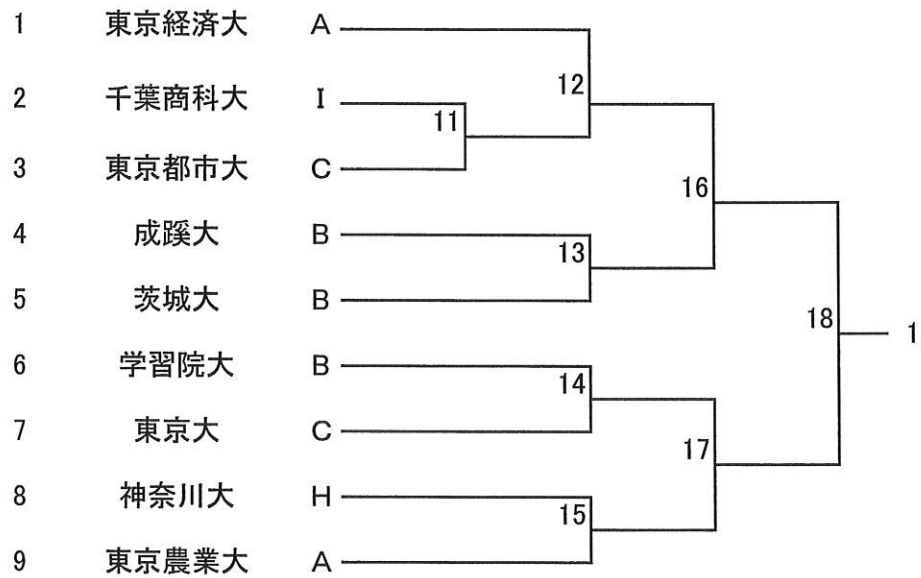 1 東京経済大 A
12
2 千葉商科大 I
11
3 東京都市大 C
16
4 成蹊大 B
13
5 茨城大 B
18 1
6 学習院大 B
14
7 東京大 C
17
8 神奈川大 H
15
9 東京農業大 A